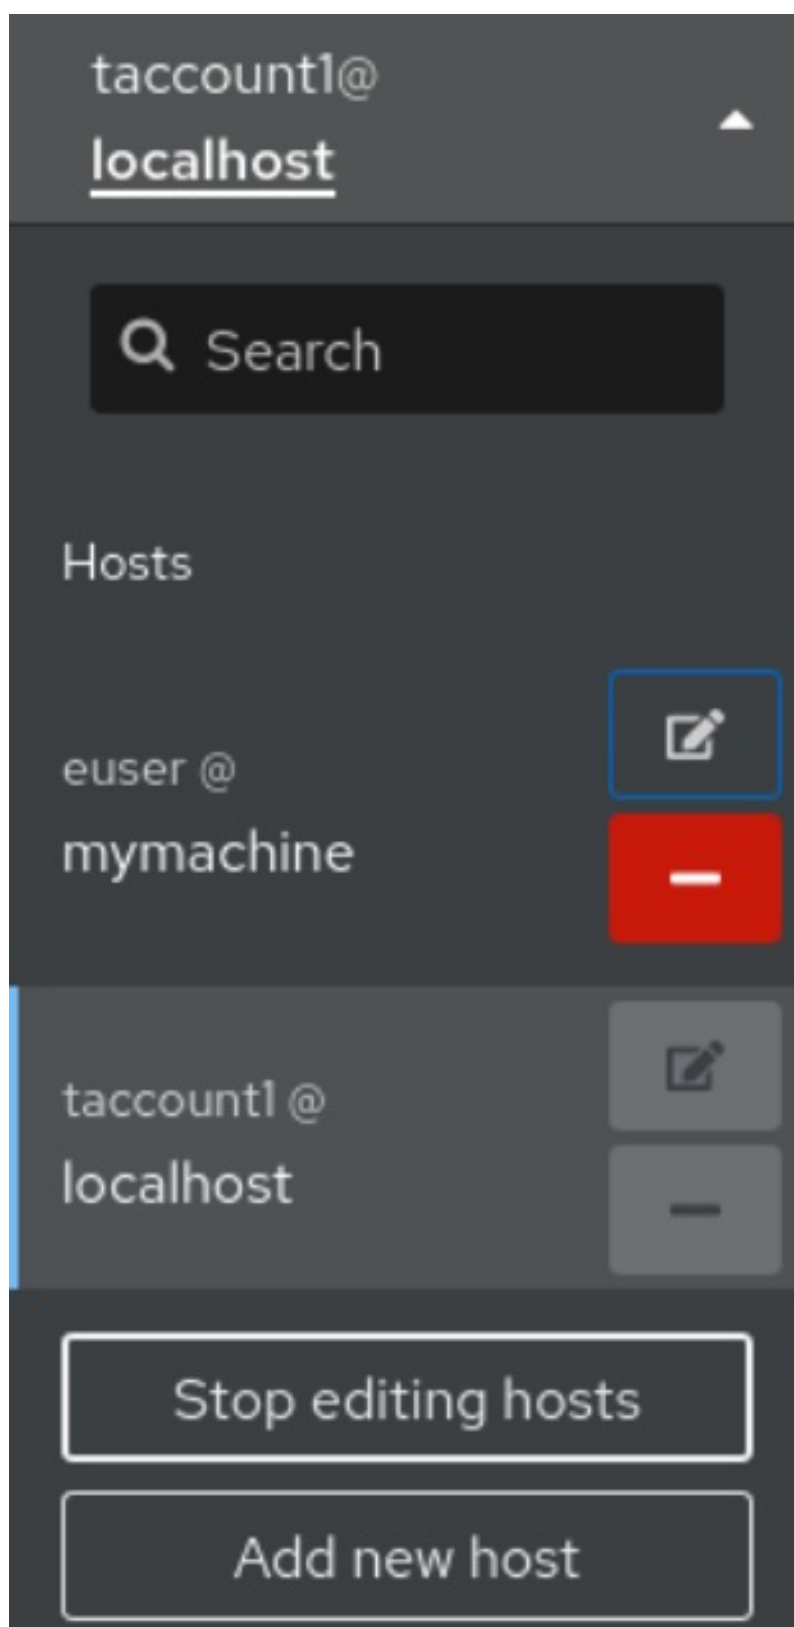 taccount1@
localhost
Search
Hosts
euser @
mymachine
taccount1 @
localhost
Stop editing hosts
Add new host